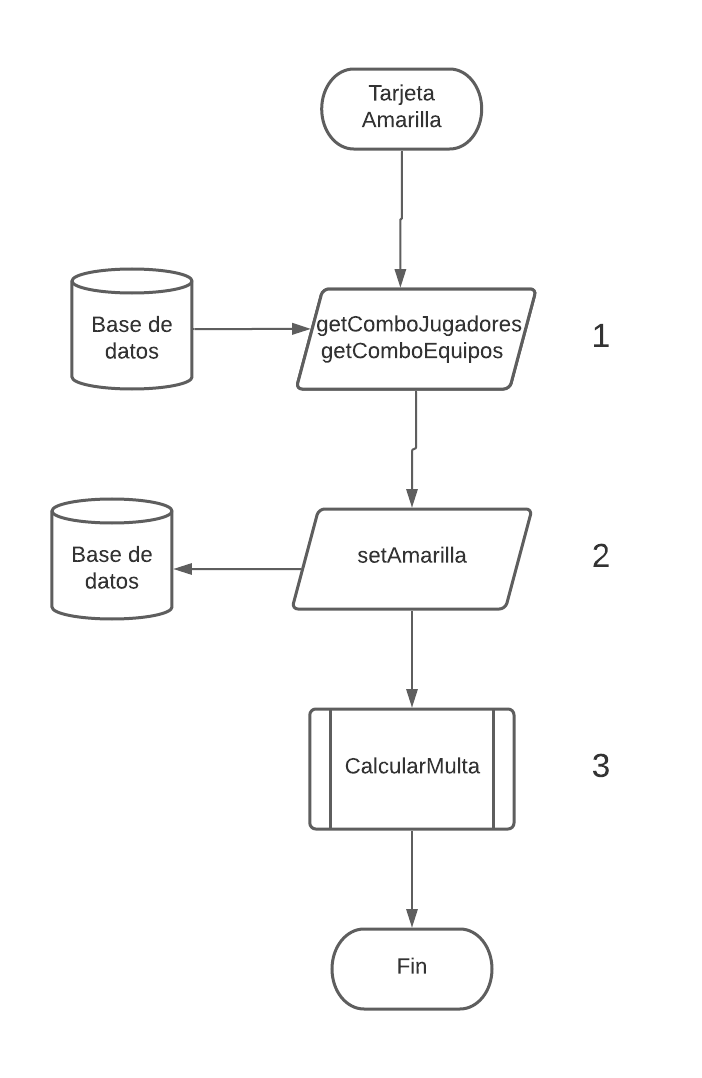 Tarjeta
Amarilla
Base de
datos
getComboJugadores
getComboEquipos
1
Base de
datos
setAmarilla
2
CalcularMulta
3
Fin